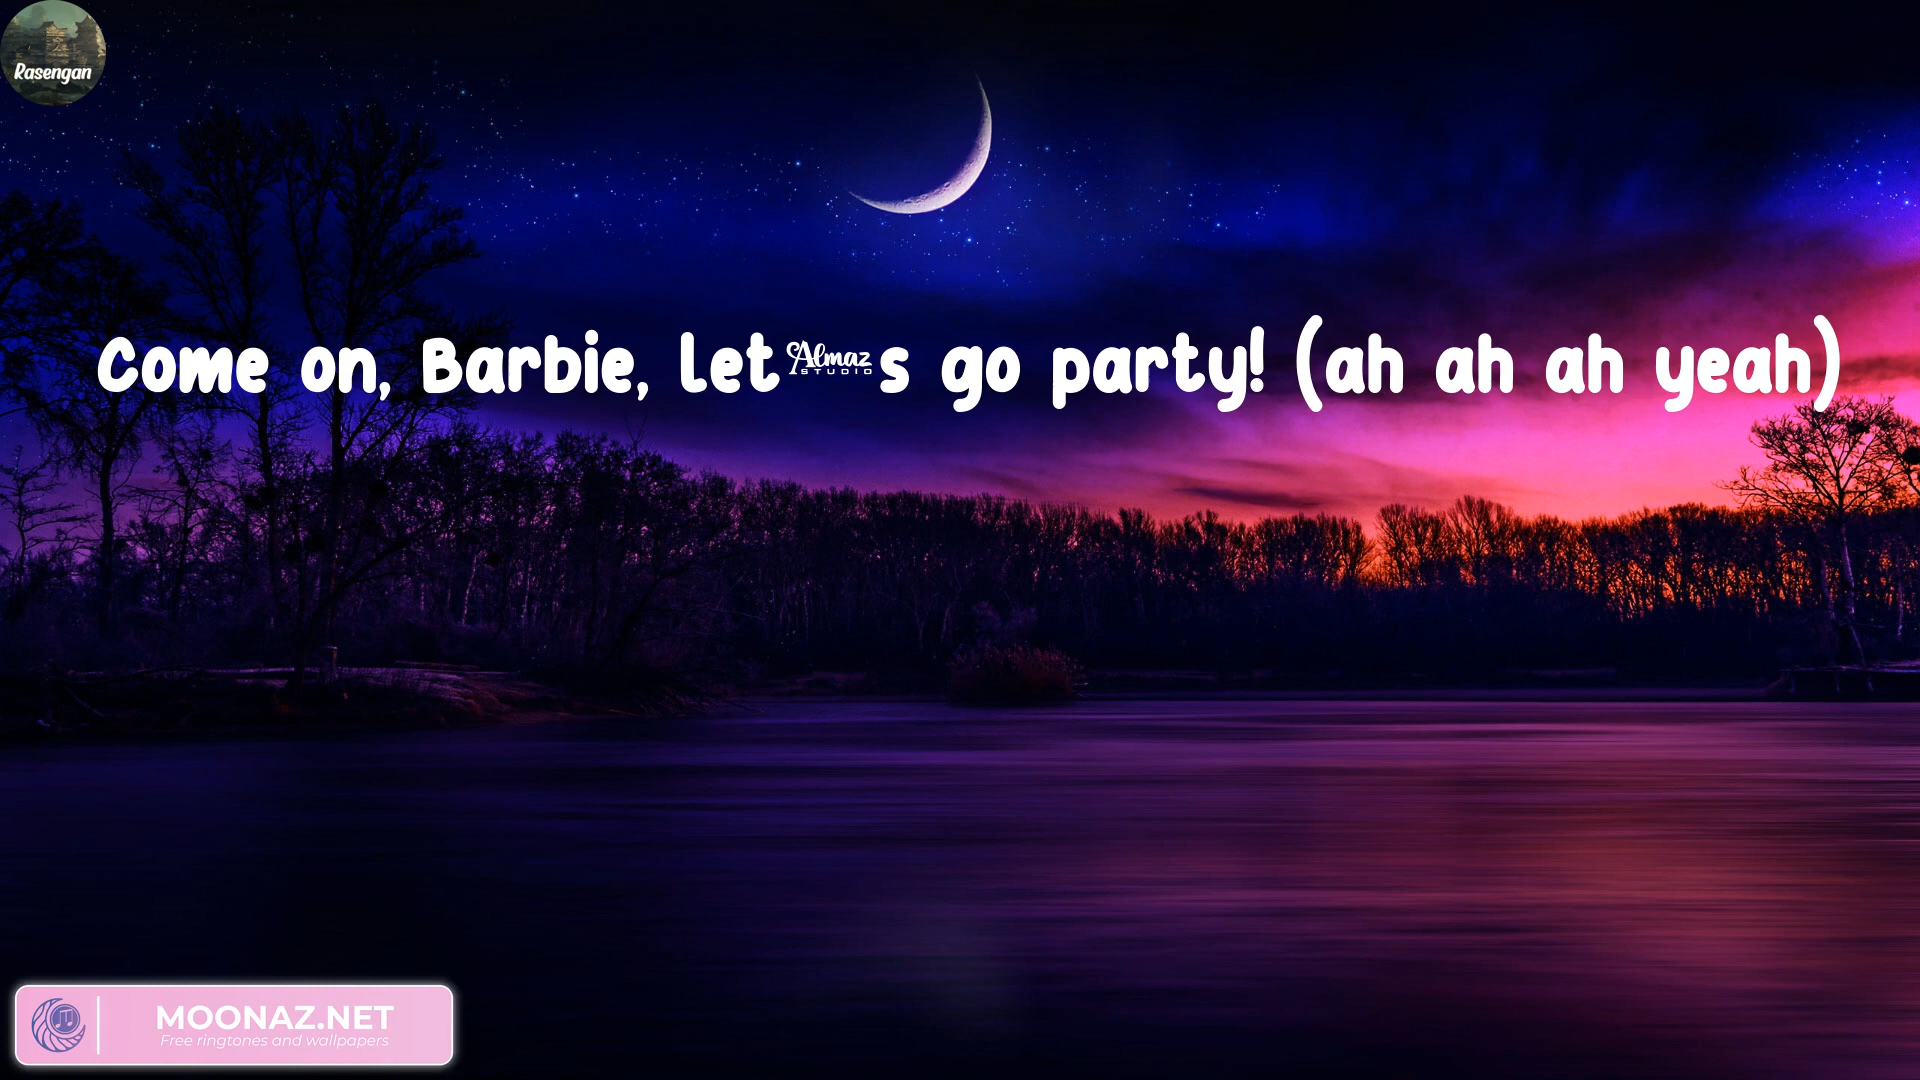 Rasengan
Come on, Barbie, Let Almaz STUDIO s go party! (ah ah ah yeah)
MOONAZ.NET
Free ringtones and wallpapers